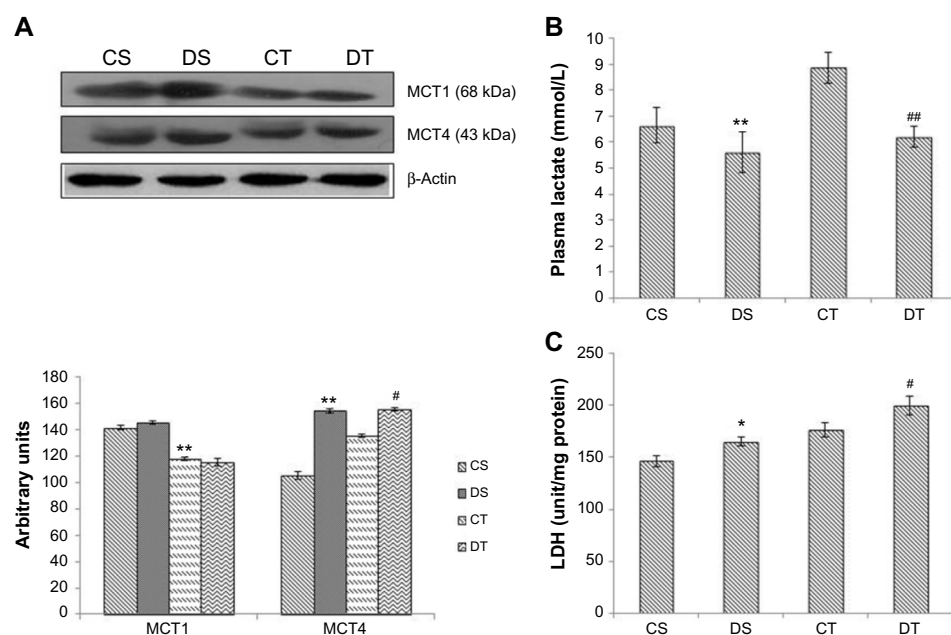 A
CS DS CT DT
MCT1 (68 kDa)
MCT4 (43 kDa)
β-Actin
180
160
140
120
100
80
60
40
20
0
Arbitrary units
** ** #
MCT1 MCT4
CS
DS
CT
DT
B
10
9
8
7
6
5
4
3
2
1
0
Plasma lactate (mmol/L)
** ##
CS DS CT DT
C
250
200
150
100
50
0
LDH (unit/mg protein)
* #
CS DS CT DT